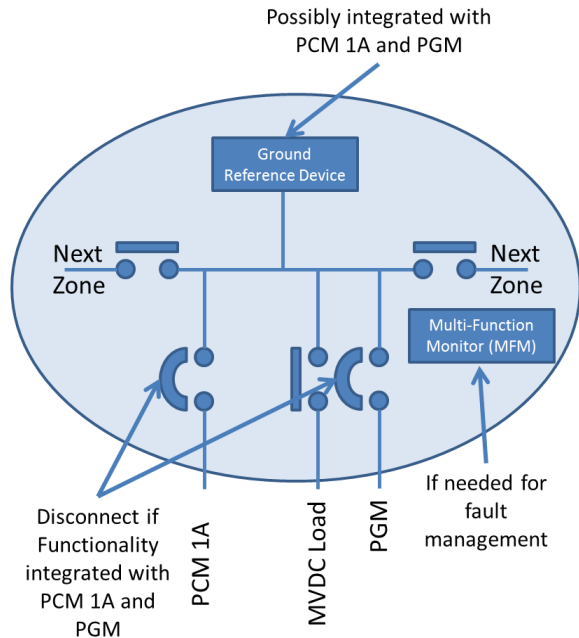 Possibly integrated with
PCM 1A and PGM
Ground
Reference Device
Next
Zone
Next
Zone
Multi-Function
Monitor (MFM)
Disconnect if
Functionality
integrated with
PCM 1A and
PGM
PCM 1A
MVDC Load
PGM
If needed for
fault
management